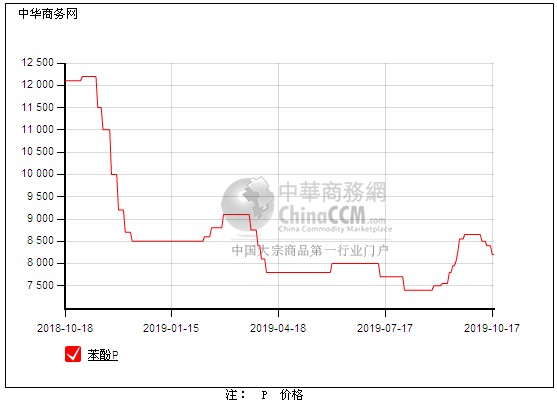 中华商务网
12 500
12 000
11 500
11 000
10 500
10 000
9 500
9 000
8 500
8 000
7 500
中華商務網
ChinaCCM.com
China Commodity Marketplace
中国大宗商品第一行业门户
2018-10-18 2019-01-15 2019-04-18 2019-07-17 2019-10-17
苯酚P
注： P 价格